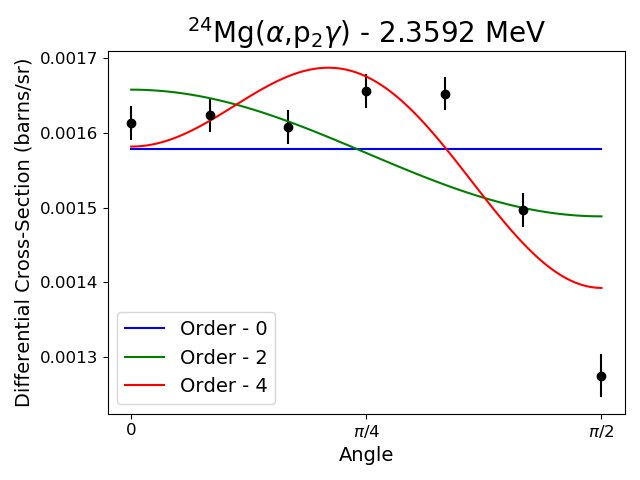 ²⁴Mg(α,p₂γ) - 2.3592 MeV
Differential Cross-Section (barns/sr)
0.0017
0.0016
0.0015
0.0014
0.0013
Order - 0
Order - 2
Order - 4
0
π/4
π/2
Angle